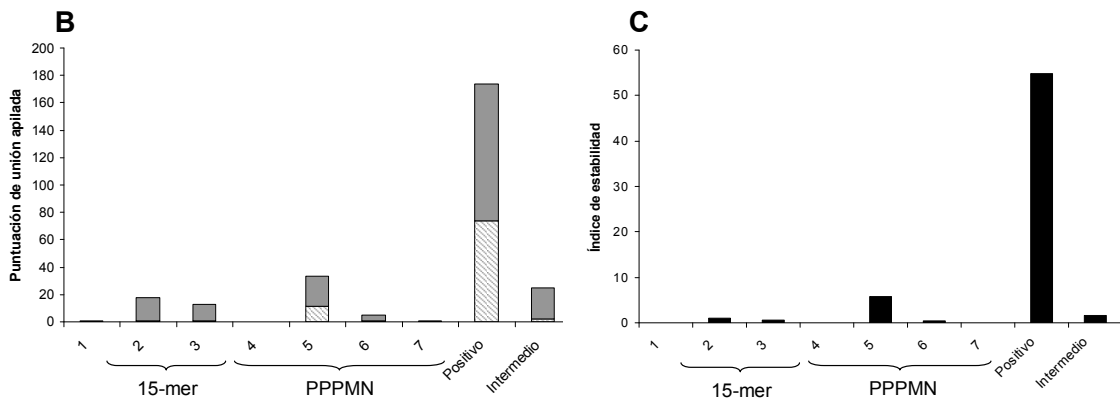 B
Puntuación de unión apilada
200
180
160
140
120
100
80
60
40
20
0
1
2
3
4
5
6
7
Positivo
Intermedio
15-mer
PPPMN
C
Índice de estabilidad
60
50
40
30
20
10
0
1
2
3
4
5
6
7
Positivo
Intermedio
15-mer
PPPMN